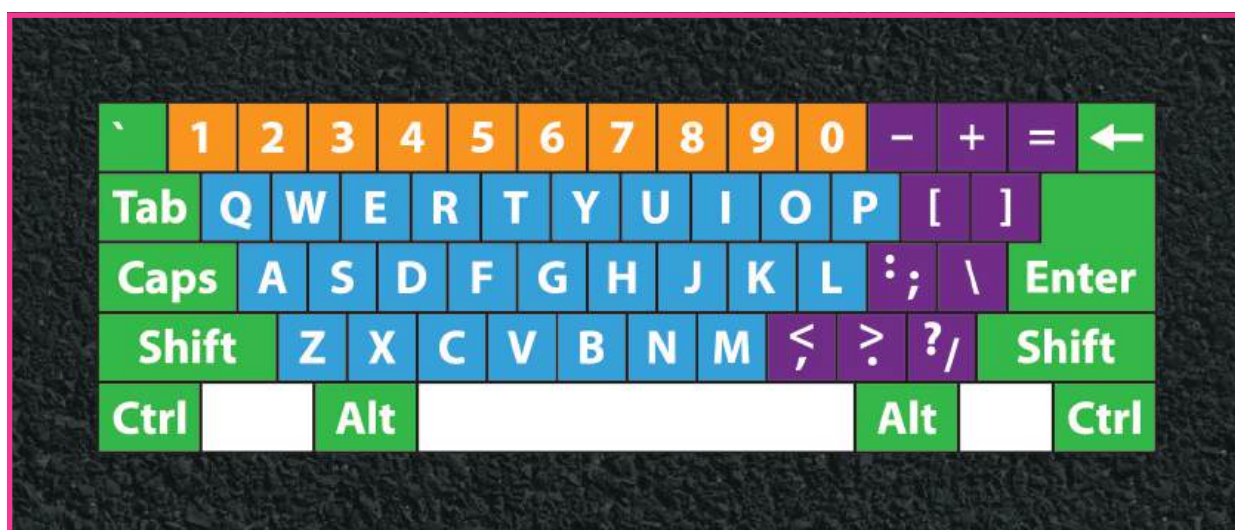 ` 1 2 3 4 5 6 7 8 9 0 - + = ←
Tab Q W E R T Y U I O P [ ]
Caps A S D F G H J K L : ; \ Enter
Shift Z X C V B N M < , > . ? / Shift
Ctrl Alt Alt Ctrl